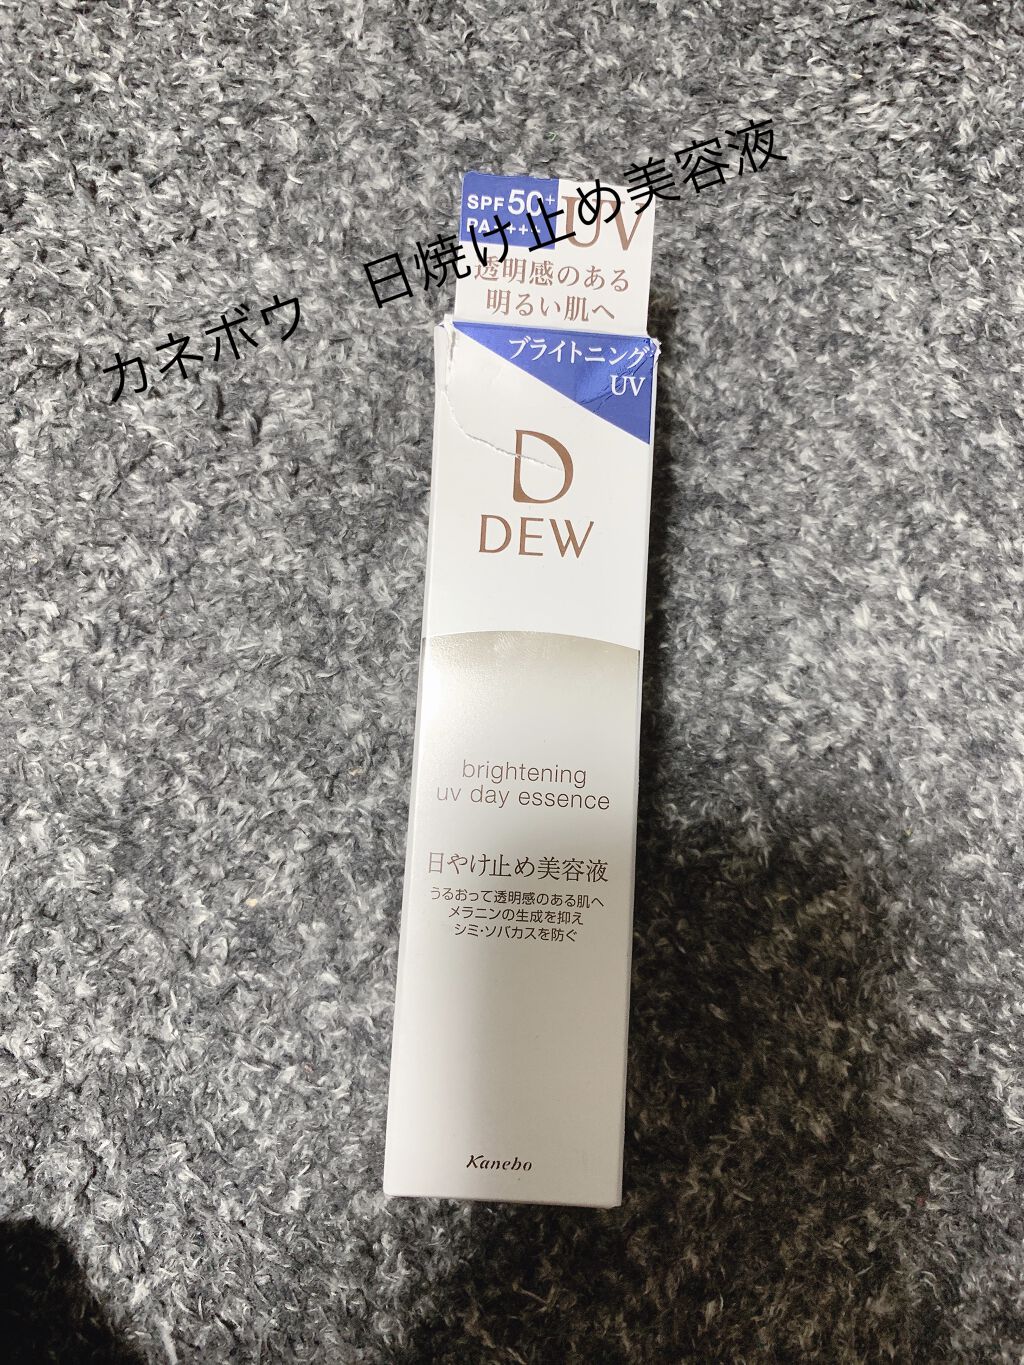 カネボウ　日焼け止め美容液
SPF 50+
UV
透明感のある
明るい肌へ
ブライトニング
UV
D
DEW
brightening
uv day essence
日やけ止め美容液
うるおって透明感のある肌へ
メラニンの生成を抑え
シミ・ソバカスを防ぐ
Kanebo